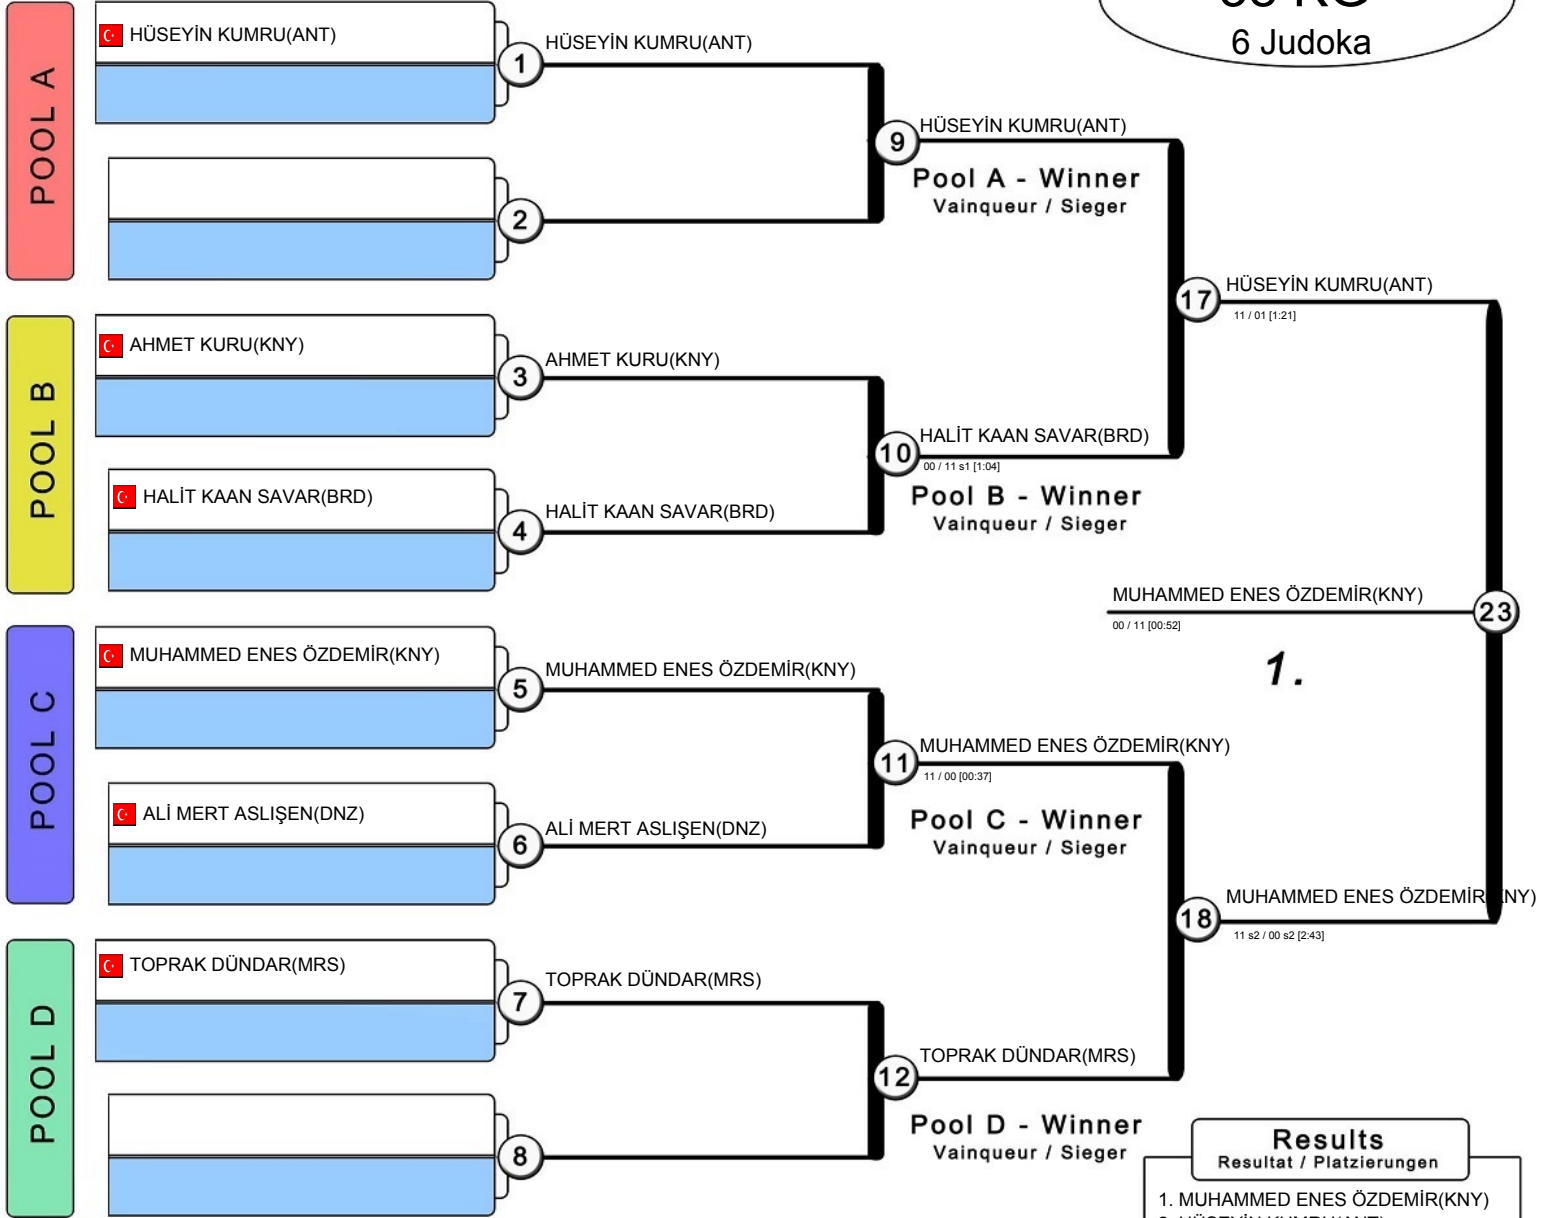 6 Judoka
POOL A
HÜSEYİN KUMRU(ANT)
1
HÜSEYİN KUMRU(ANT)
2
9
HÜSEYİN KUMRU(ANT)
Pool A - Winner
Vainqueur / Sieger
17
HÜSEYİN KUMRU(ANT)
11 / 01 [1:21]
POOL B
AHMET KURU(KNY)
3
AHMET KURU(KNY)
HALİT KAAN SAVAR(BRD)
4
HALİT KAAN SAVAR(BRD)
10
HALİT KAAN SAVAR(BRD)
00 / 11 s1 [1:04]
Pool B - Winner
Vainqueur / Sieger
MUHAMMED ENES ÖZDEMİR(KNY)
00 / 11 [00:52]
23
1.
POOL C
MUHAMMED ENES ÖZDEMİR(KNY)
5
MUHAMMED ENES ÖZDEMİR(KNY)
ALİ MERT ASLIŞEN(DNZ)
6
ALİ MERT ASLIŞEN(DNZ)
11
MUHAMMED ENES ÖZDEMİR(KNY)
11 / 00 [00:37]
Pool C - Winner
Vainqueur / Sieger
18
MUHAMMED ENES ÖZDEMİR(KNY)
11 s2 / 00 s2 [2:43]
POOL D
TOPRAK DÜNDAR(MRS)
7
TOPRAK DÜNDAR(MRS)
8
12
TOPRAK DÜNDAR(MRS)
Pool D - Winner
Vainqueur / Sieger
Results
Resultat / Platzierungen
1. MUHAMMED ENES ÖZDEMİR(KNY)